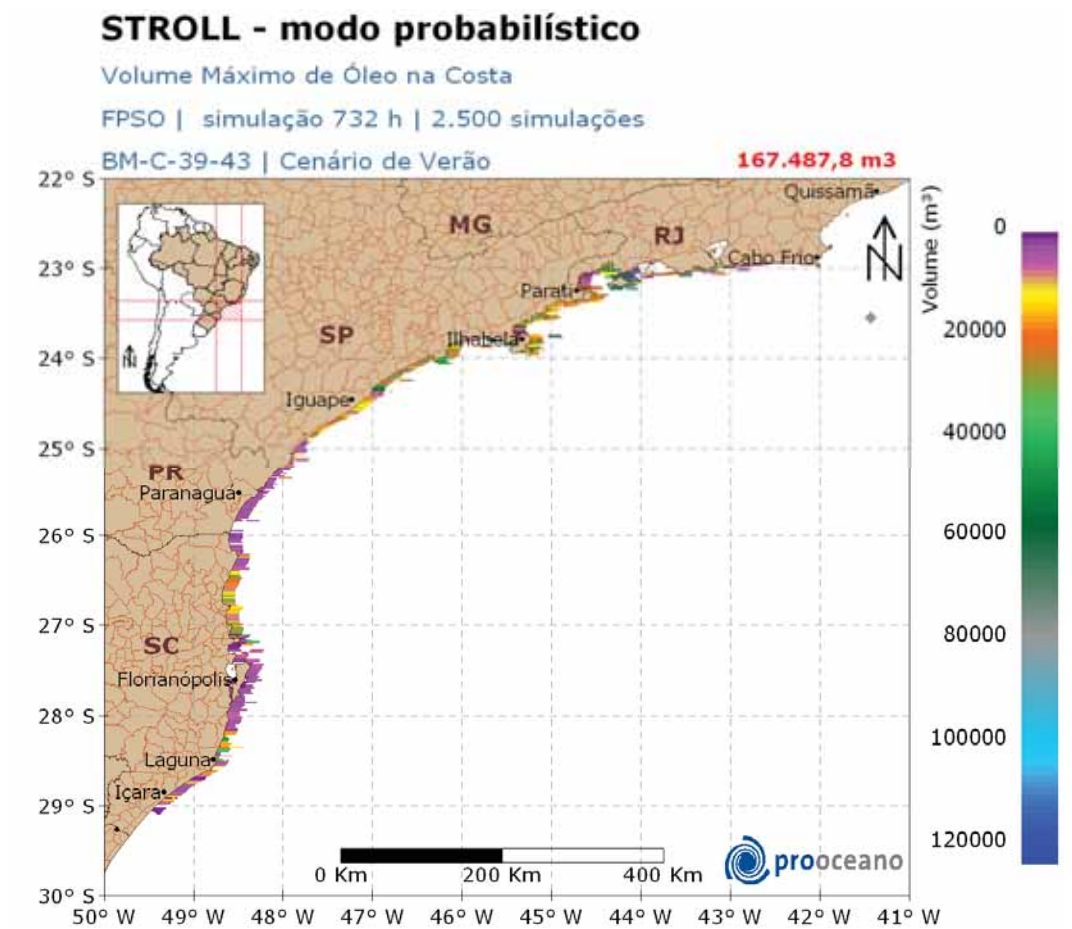 STROLL - modo probabilístico
Volume Máximo de Óleo na Costa
FPSO | simulação 732 h | 2.500 simulações
BM-C-39-43 | Cenário de Verão
167.487,8 m3
22° S
23° S
24° S
25° S
26° S
27° S
28° S
29° S
30° S
Quissamã
MG
RJ
N
Cabo Frio
Parati
SP
Ilhabela
N
Iguape
PR
Paranaguá
SC
Florianópolis
Laguna
Içara
0 Km
200 Km
400 Km
prooceano
50° W
49° W
48° W
47° W
46° W
45° W
44° W
43° W
42° W
41° W
Volume (m³)
0
20000
40000
60000
80000
100000
120000